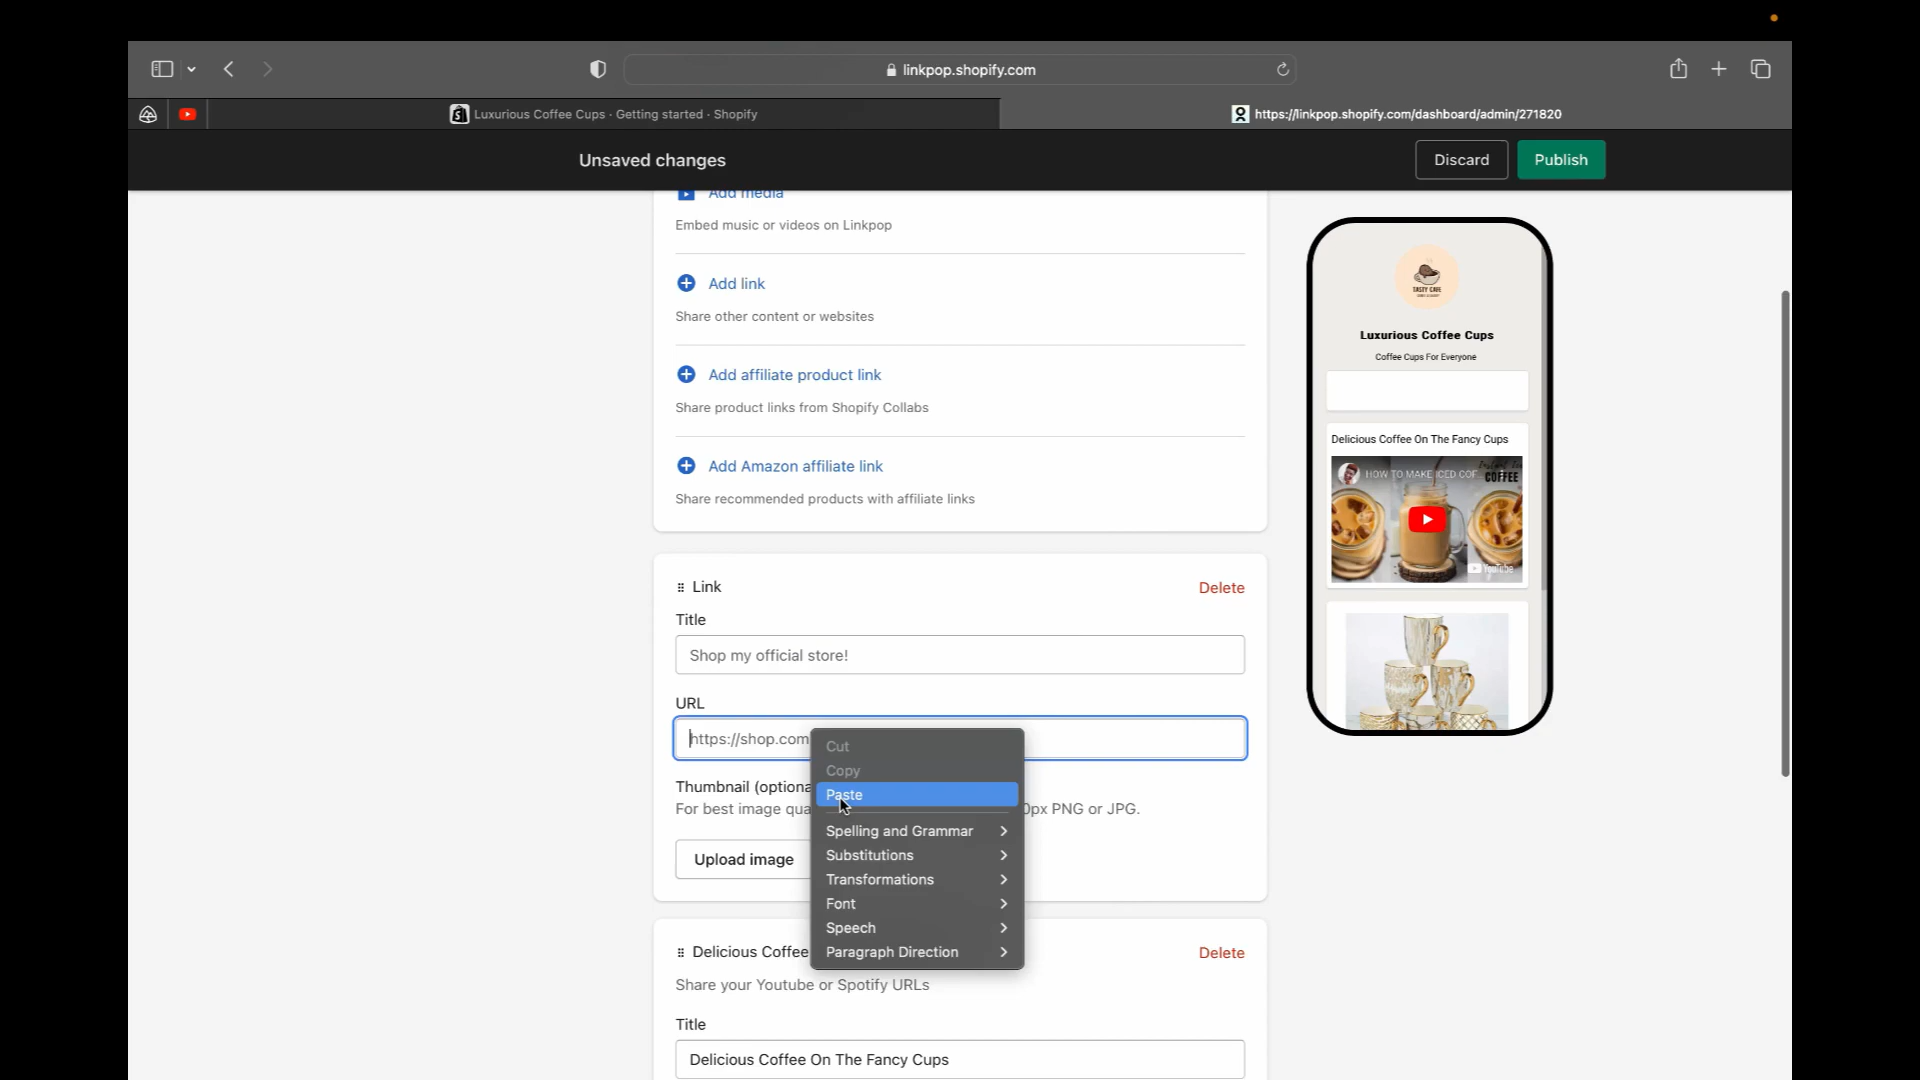 linkpop.shopify.com
Luxurious Coffee Cups · Getting started · Shopify
https://linkpop.shopify.com/dashboard/admin/271820
Unsaved changes
Discard
Publish
Add media
Embed music or videos on Linkpop
Add link
Share other content or websites
Add affiliate product link
Share product links from Shopify Collabs
Add Amazon affiliate link
Share recommended products with affiliate links
Link
Delete
Title
Shop my official store!
URL
https://shop.com
Thumbnail (optiona
For best image qua
0px PNG or JPG.
Upload image
Cut
Copy
Paste
Spelling and Grammar
Substitutions
Transformations
Font
Speech
Paragraph Direction
Delicious Coffee
Delete
Share your Youtube or Spotify URLs
Title
Delicious Coffee On The Fancy Cups
TASTY CAFE
Luxurious Coffee Cups
Coffee Cups For Everyone
Delicious Coffee On The Fancy Cups
HOW TO MAKE ICED COF...
COFFEE
YouTube